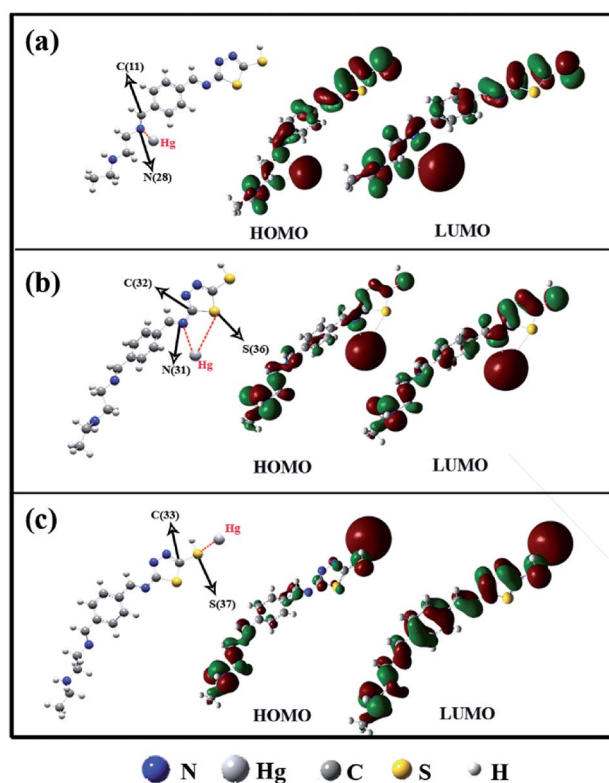 (a)
C(11)
Hg
N(28)
HOMO
LUMO
(b)
C(32)
Hg
N(31)
S(36)
HOMO
LUMO
(c)
C(33)
Hg
S(37)
HOMO
LUMO
N Hg C S H